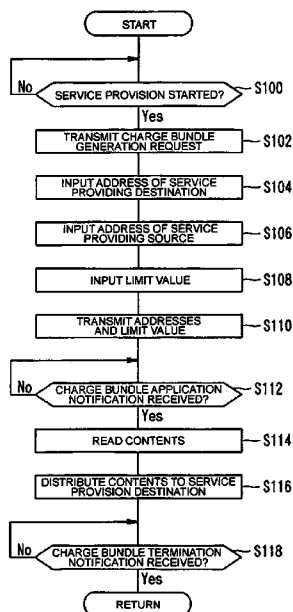 START
No
SERVICE PROVISION STARTED?
S100
Yes
TRANSMIT CHARGE BUNDLE
GENERATION REQUEST
S102
INPUT ADDRESS OF SERVICE
PROVIDING DESTINATION
S104
INPUT ADDRESS OF SERVICE
PROVIDING SOURCE
S106
INPUT LIMIT VALUE
S108
TRANSMIT ADDRESSES
AND LIMIT VALUE
S110
No
CHARGE BUNDLE APPLICATION
NOTIFICATION RECEIVED?
S112
Yes
READ CONTENTS
S114
DISTRIBUTE CONTENTS TO SERVICE
PROVISION DESTINATION
S116
No
CHARGE BUNDLE TERMINATION
NOTIFICATION RECEIVED?
S118
Yes
RETURN